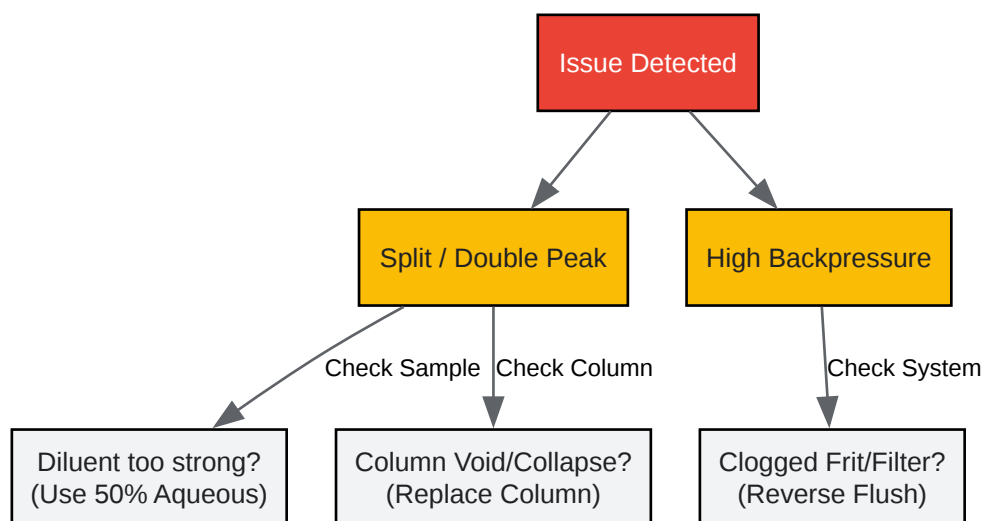 Issue Detected
Split / Double Peak
High Backpressure
Check Sample
Check Column
Check System
Diluent too strong?
(Use 50% Aqueous)
Column Void/Collapse?
(Replace Column)
Clogged Frit/Filter?
(Reverse Flush)